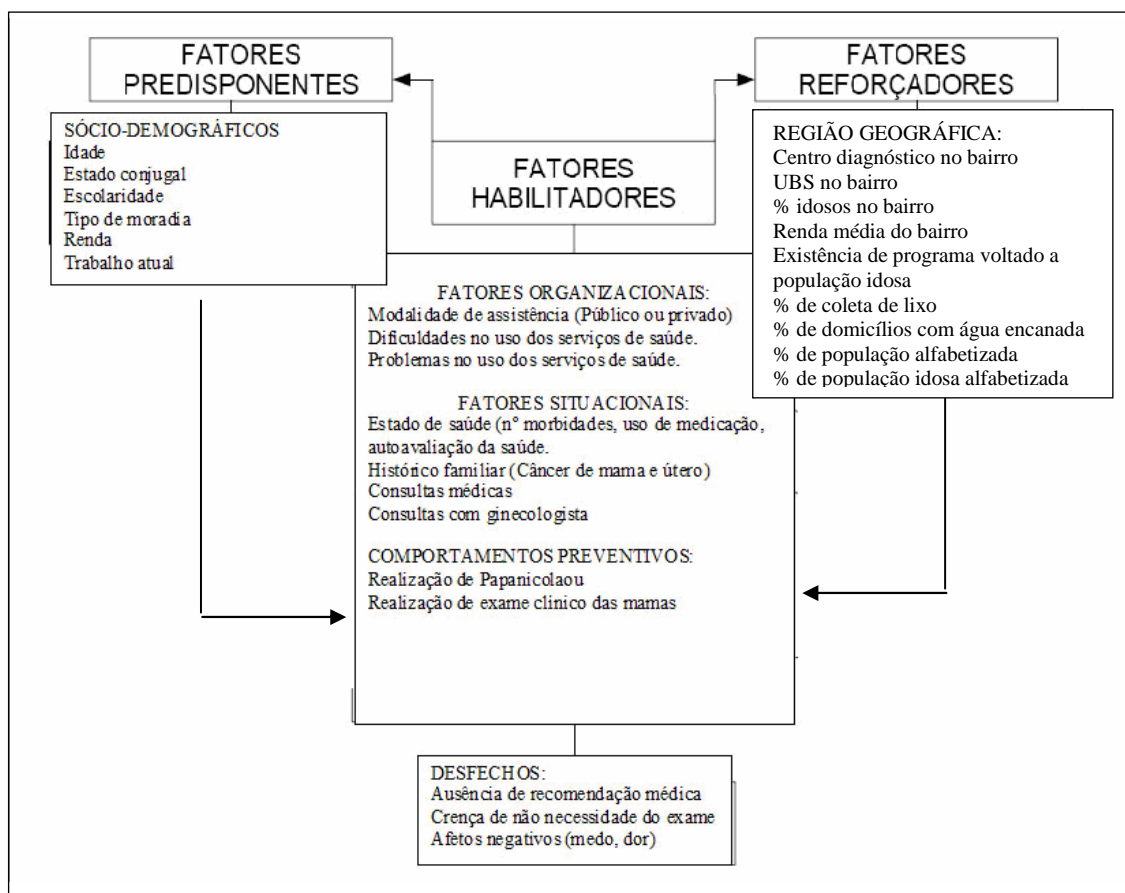 FATORES
PREDISPONENTES
SÓCIO-DEMOGRÁFICOS
Idade
Estado conjugal
Escolaridade
Tipo de moradia
Renda
Trabalho atual
FATORES
HABILITADORES
FATORES
REFORÇADORES
REGIÃO GEOGRÁFICA:
Centro diagnóstico no bairro
UBS no bairro
% idosos no bairro
Renda média do bairro
Existência de programa voltado a
população idosa
% de coleta de lixo
% de domicílios com água encanada
% de população alfabetizada
% de população idosa alfabetizada
FATORES ORGANIZACIONAIS:
Modalidade de assistência (Público ou privado)
Dificuldades no uso dos serviços de saúde.
Problemas no uso dos serviços de saúde.
FATORES SITUACIONAIS:
Estado de saúde (nº morbidades, uso de medicação,
autoavaliação da saúde.
Histórico familiar (Câncer de mama e útero)
Consultas médicas
Consultas com ginecologista
COMPORTAMENTOS PREVENTIVOS:
Realização de Papanicolaou
Realização de exame clínico das mamas
DESFECHOS:
Ausência de recomendação médica
Crença de não necessidade do exame
Afetos negativos (medo, dor)